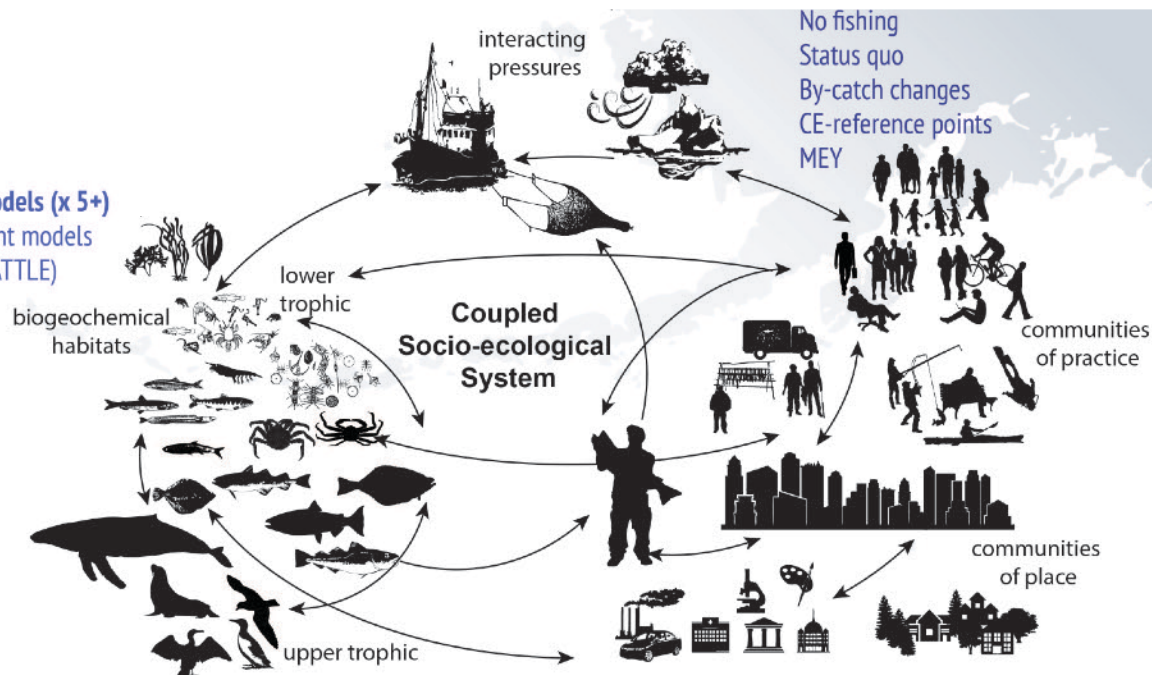 interacting
pressures
No fishing
Status quo
By-catch changes
CE-reference points
MEY
odels (x 5+)
nt models
ATTLE)
lower
trophic
biogeochemical
habitats
Coupled
Socio-ecological
System
communities
of practice
communities
of place
upper trophic